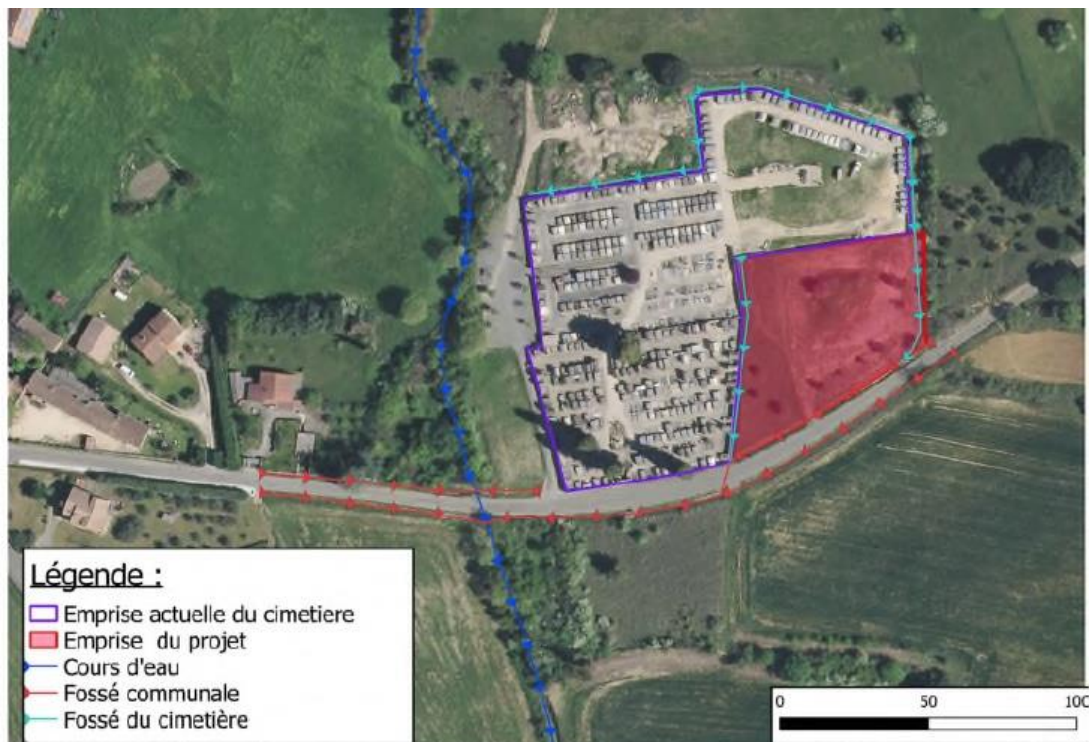 Légende :
Emprise actuelle du cimetiere
Emprise du projet
Cours d'eau
Fossé communale
Fossé du cimetière
0 50 100